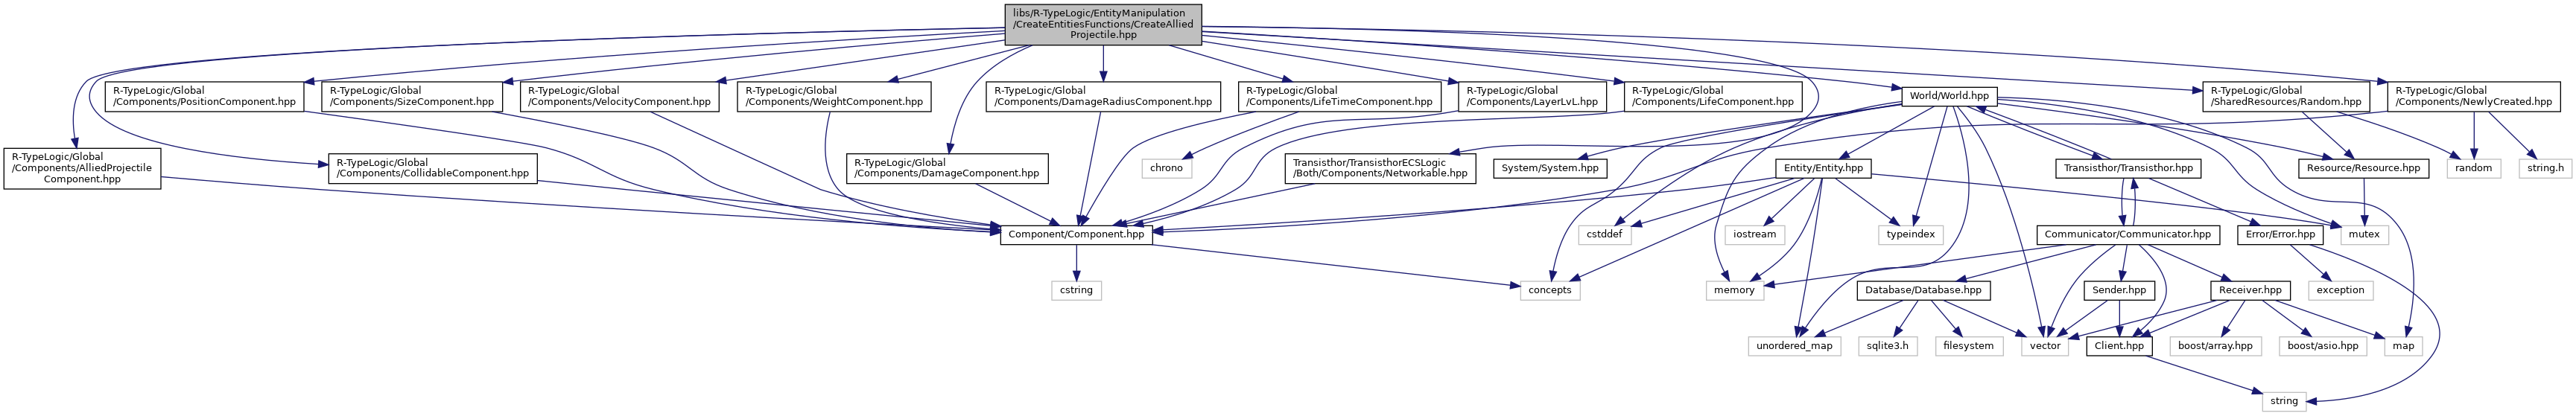 libs/R-TypeLogic/EntityManipulation
/CreateEntitiesFunctions/CreateAllied
Projectile.hpp
R-TypeLogic/Global
/Components/PositionComponent.hpp
R-TypeLogic/Global
/Components/SizeComponent.hpp
R-TypeLogic/Global
/Components/VelocityComponent.hpp
R-TypeLogic/Global
/Components/WeightComponent.hpp
R-TypeLogic/Global
/Components/DamageRadiusComponent.hpp
R-TypeLogic/Global
/Components/LifeTimeComponent.hpp
R-TypeLogic/Global
/Components/LayerLvL.hpp
R-TypeLogic/Global
/Components/LifeComponent.hpp
World/World.hpp
R-TypeLogic/Global
/SharedResources/Random.hpp
R-TypeLogic/Global
/Components/NewlyCreated.hpp
R-TypeLogic/Global
/Components/AlliedProjectile
Component.hpp
R-TypeLogic/Global
/Components/CollidableComponent.hpp
R-TypeLogic/Global
/Components/DamageComponent.hpp
chrono
Transisthor/TransisthorECSLogic
/Both/Components/Networkable.hpp
System/System.hpp
Entity/Entity.hpp
Transisthor/Transisthor.hpp
Resource/Resource.hpp
random
string.h
Component/Component.hpp
cstddef
iostream
typeindex
Communicator/Communicator.hpp
Error/Error.hpp
mutex
cstring
concepts
memory
Database/Database.hpp
Sender.hpp
Receiver.hpp
exception
unordered_map
sqlite3.h
filesystem
vector
Client.hpp
boost/array.hpp
boost/asio.hpp
map
string